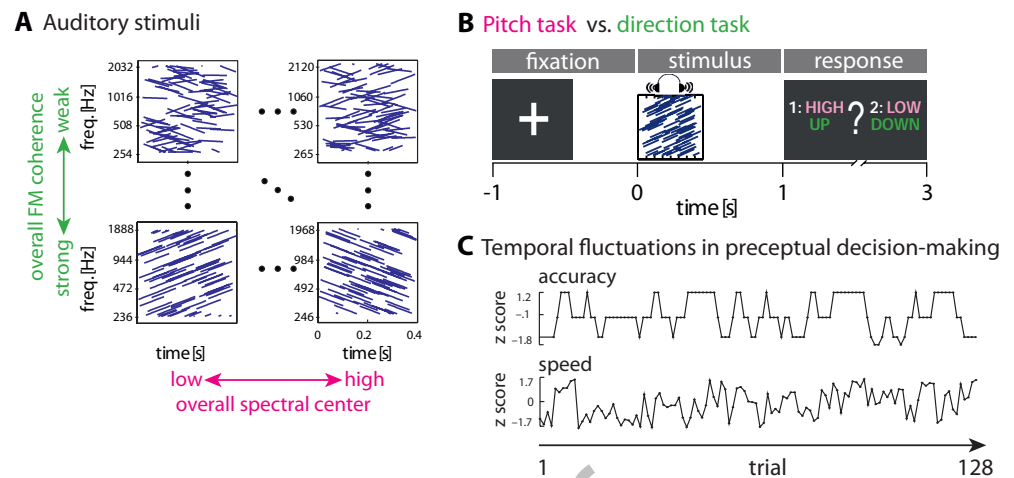 A Auditory stimuli
2032
1016
508
254
freq.[Hz]
2120
1060
530
265
overall FM coherence
strong
weak
1888
944
472
236
freq.[Hz]
1968
984
492
246
0
0.2
0.4
time[s]
time[s]
low
high
overall spectral center
B Pitch task vs. direction task
fixation
stimulus
response
+
1: HIGH ? 2: LOW
UP DOWN
-1
0
1
3
time[s]
C Temporal fluctuations in preceptual decision-making
accuracy
z score
1.2
-.1
-1.8
speed
z score
1.7
0
-1.7
1
trial
128